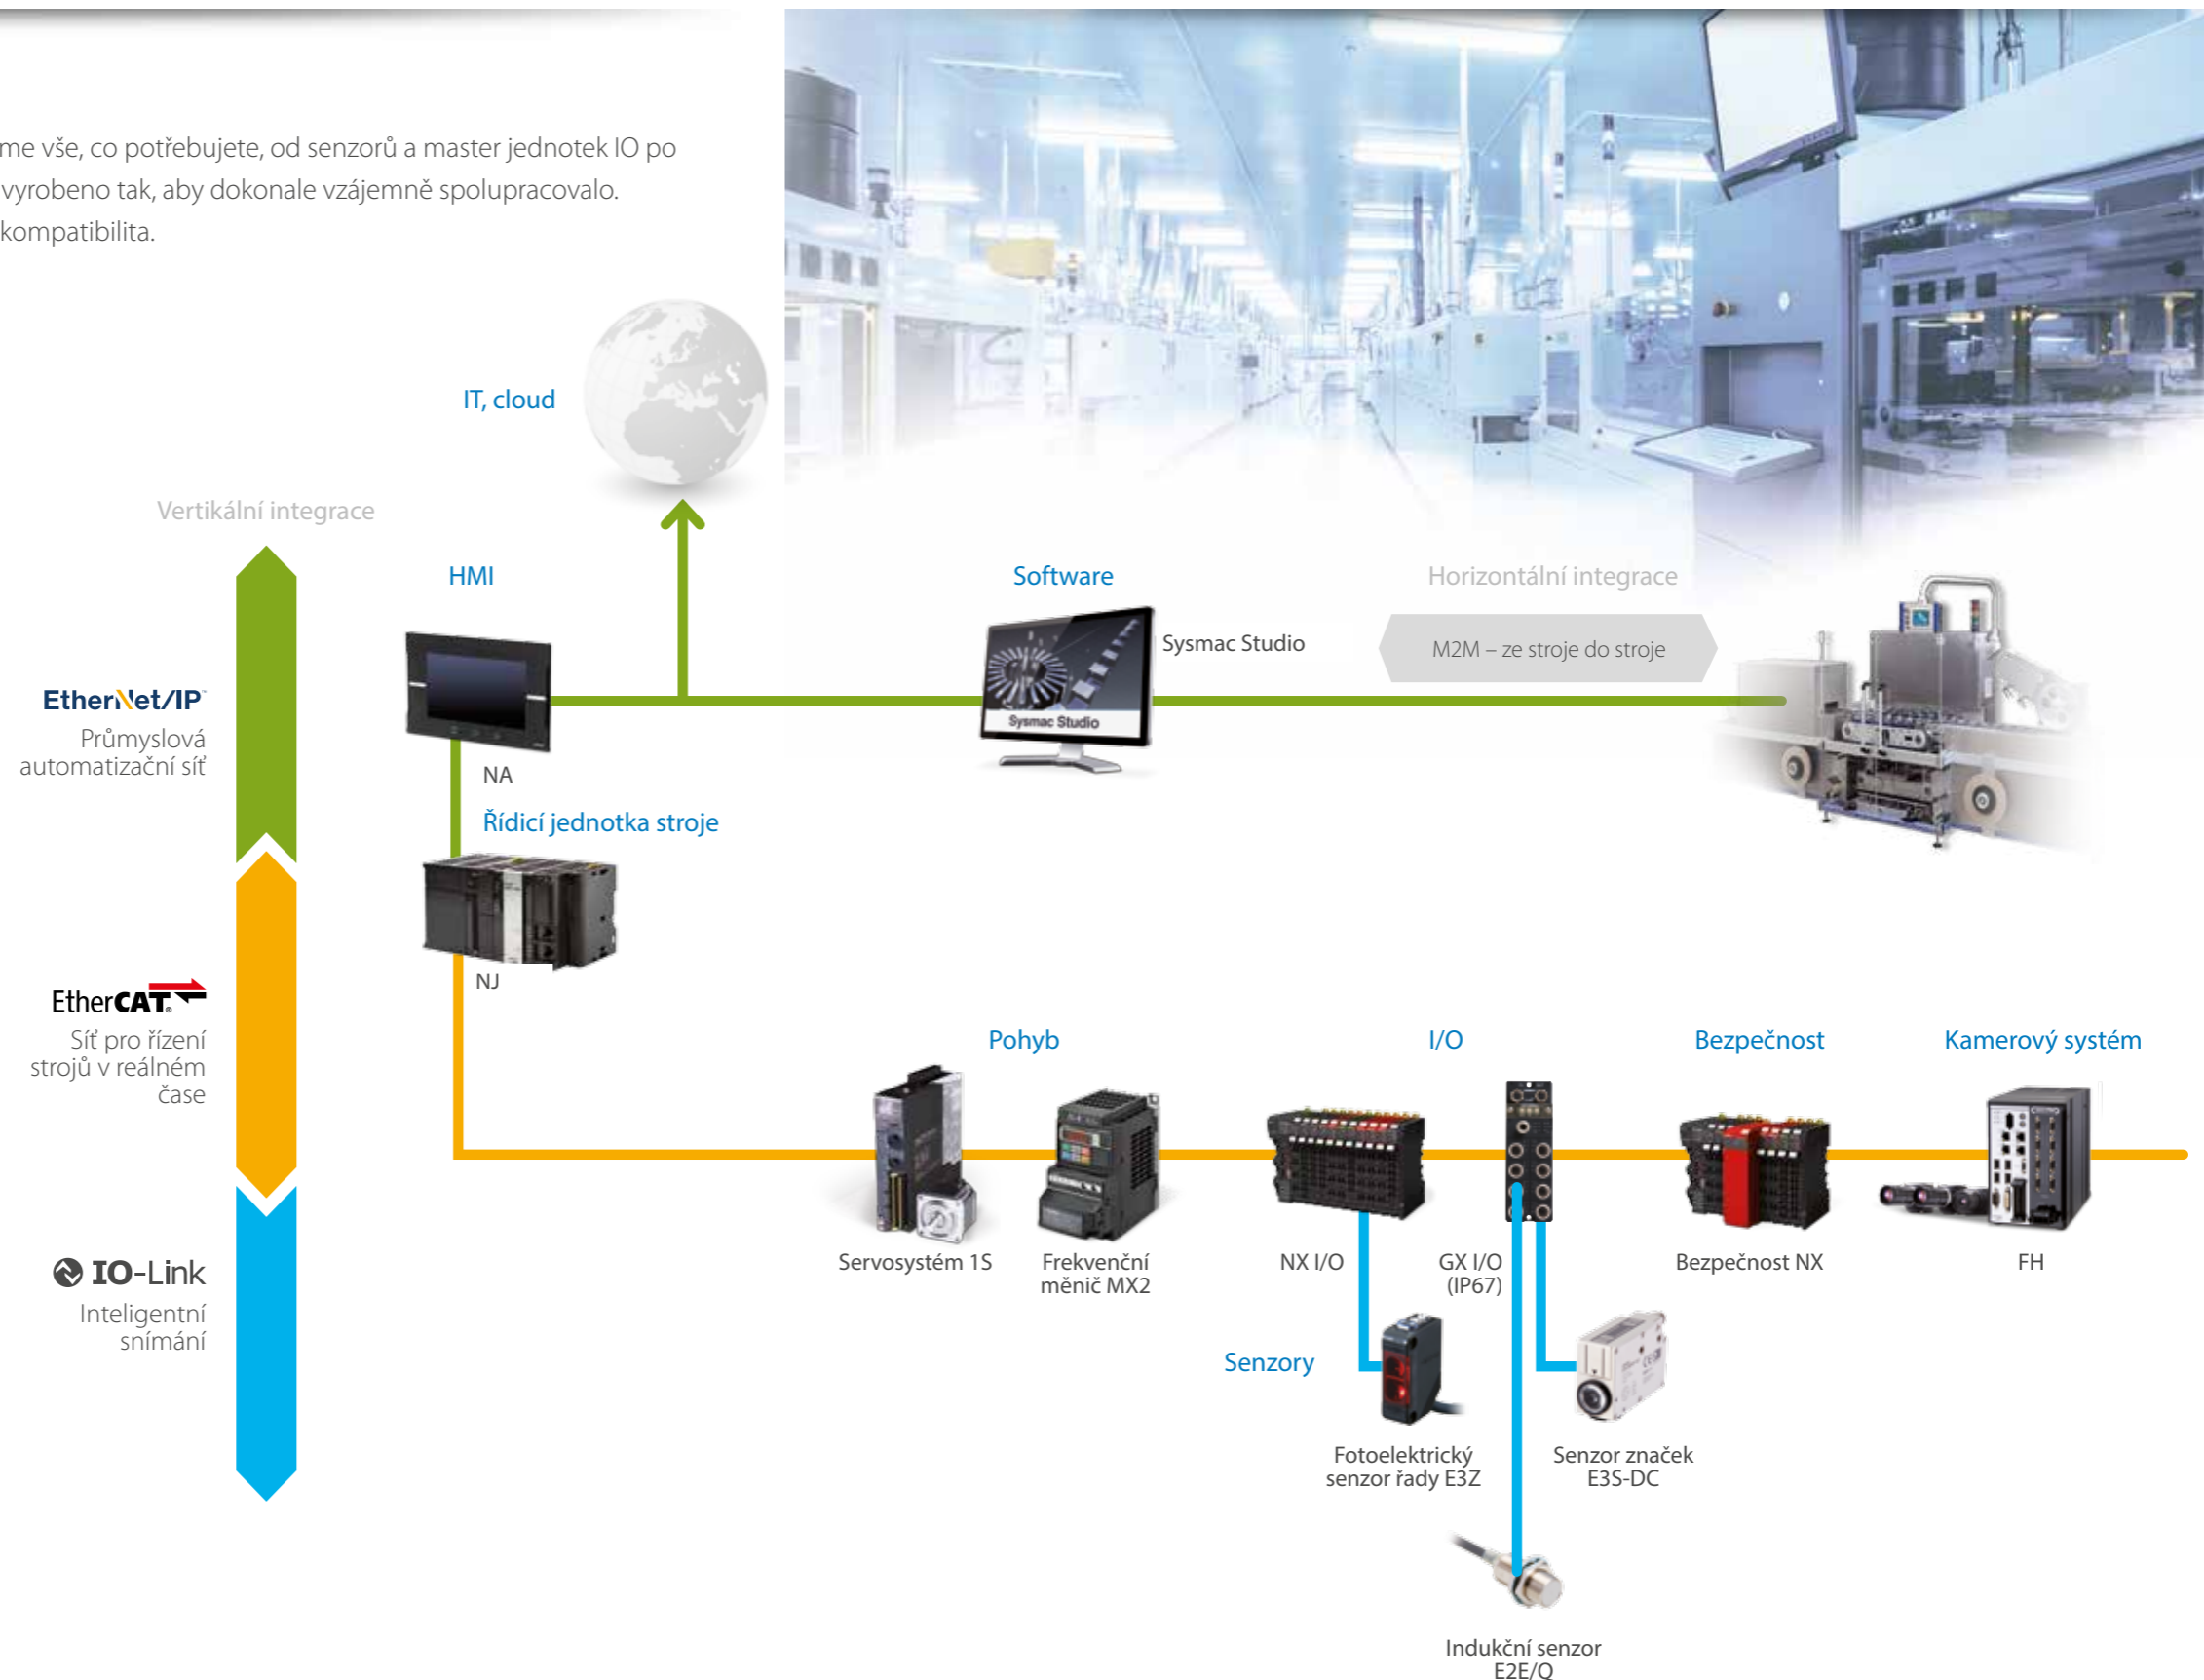 me vše, co potřebujete, od senzorů a master jednotek IO po
vyrobeno tak, aby dokonale vzájemně spolupracovalo.
kompatibilita.
IT, cloud
Vertikální integrace
HMI
Software
Horizontální integrace
Sysmac Studio
M2M – ze stroje do stroje
Sysmac Studio
EtherNet/IP™
Průmyslová
automatizační síť
NA
Řídicí jednotka stroje
NJ
EtherCAT®
Síť pro řízení
strojů v reálném
čase
Pohyb
I/O
Bezpečnost
Kamerový systém
Servosystém 1S
Frekvenční
měnič MX2
NX I/O
GX I/O
(IP67)
Bezpečnost NX
FH
IO-Link
Inteligentní
snímání
Senzory
Fotoelektrický
senzor řady E3Z
Senzor značek
E3S-DC
Indukční senzor
E2E/Q